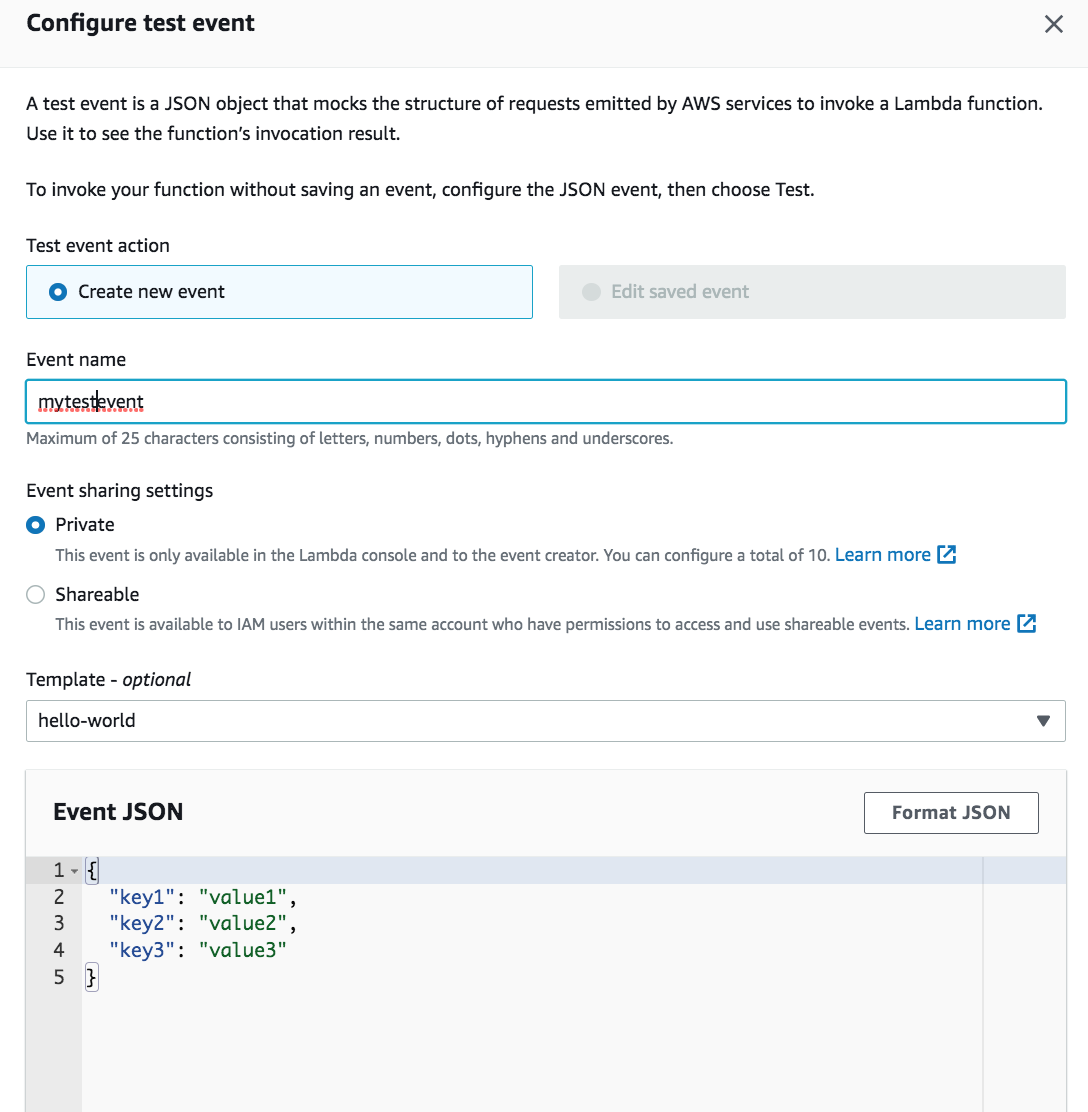 Configure test event
A test event is a JSON object that mocks the structure of requests emitted by AWS services to invoke a Lambda function.
Use it to see the function’s invocation result.
To invoke your function without saving an event, configure the JSON event, then choose Test.
Test event action
Create new event
Edit saved event
Event name
mytestevent
Maximum of 25 characters consisting of letters, numbers, dots, hyphens and underscores.
Event sharing settings
Private
This event is only available in the Lambda console and to the event creator. You can configure a total of 10. Learn more
Shareable
This event is available to IAM users within the same account who have permissions to access and use shareable events. Learn more
Template - optional
hello-world
Event JSON
Format JSON
1 {
2 "key1": "value1",
3 "key2": "value2",
4 "key3": "value3"
5 }